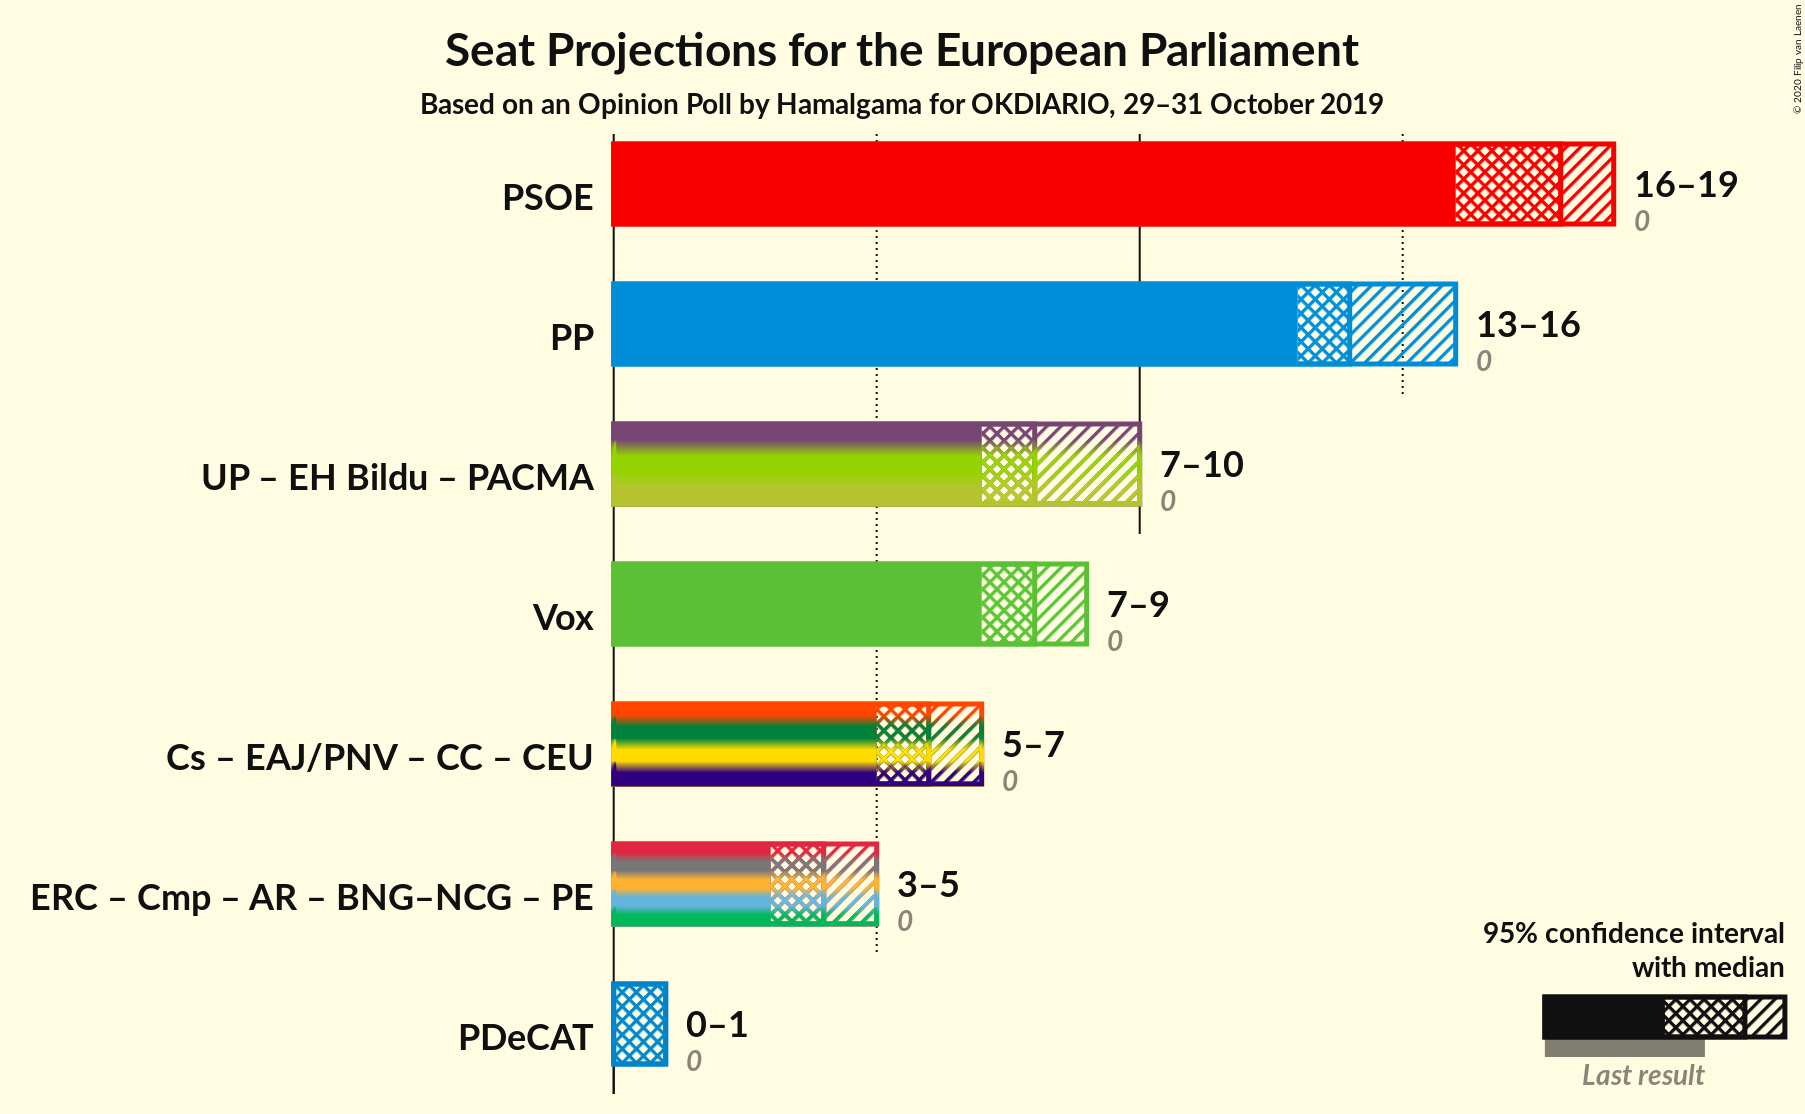 Seat Projections for the European Parliament
Based on an Opinion Poll by Hamalgama for OKDIARIO, 29–31 October 2019
© 2020 Filip van Laenen
PSOE
16–19
0
PP
13–16
0
UP – EH Bildu – PACMA
7–10
0
Vox
7–9
0
Cs – EAJ/PNV – CC – CEU
5–7
0
ERC – Cmp – AR – BNG–NCG – PE
3–5
0
PDeCAT
0–1
0
95% confidence interval
with median
Last result